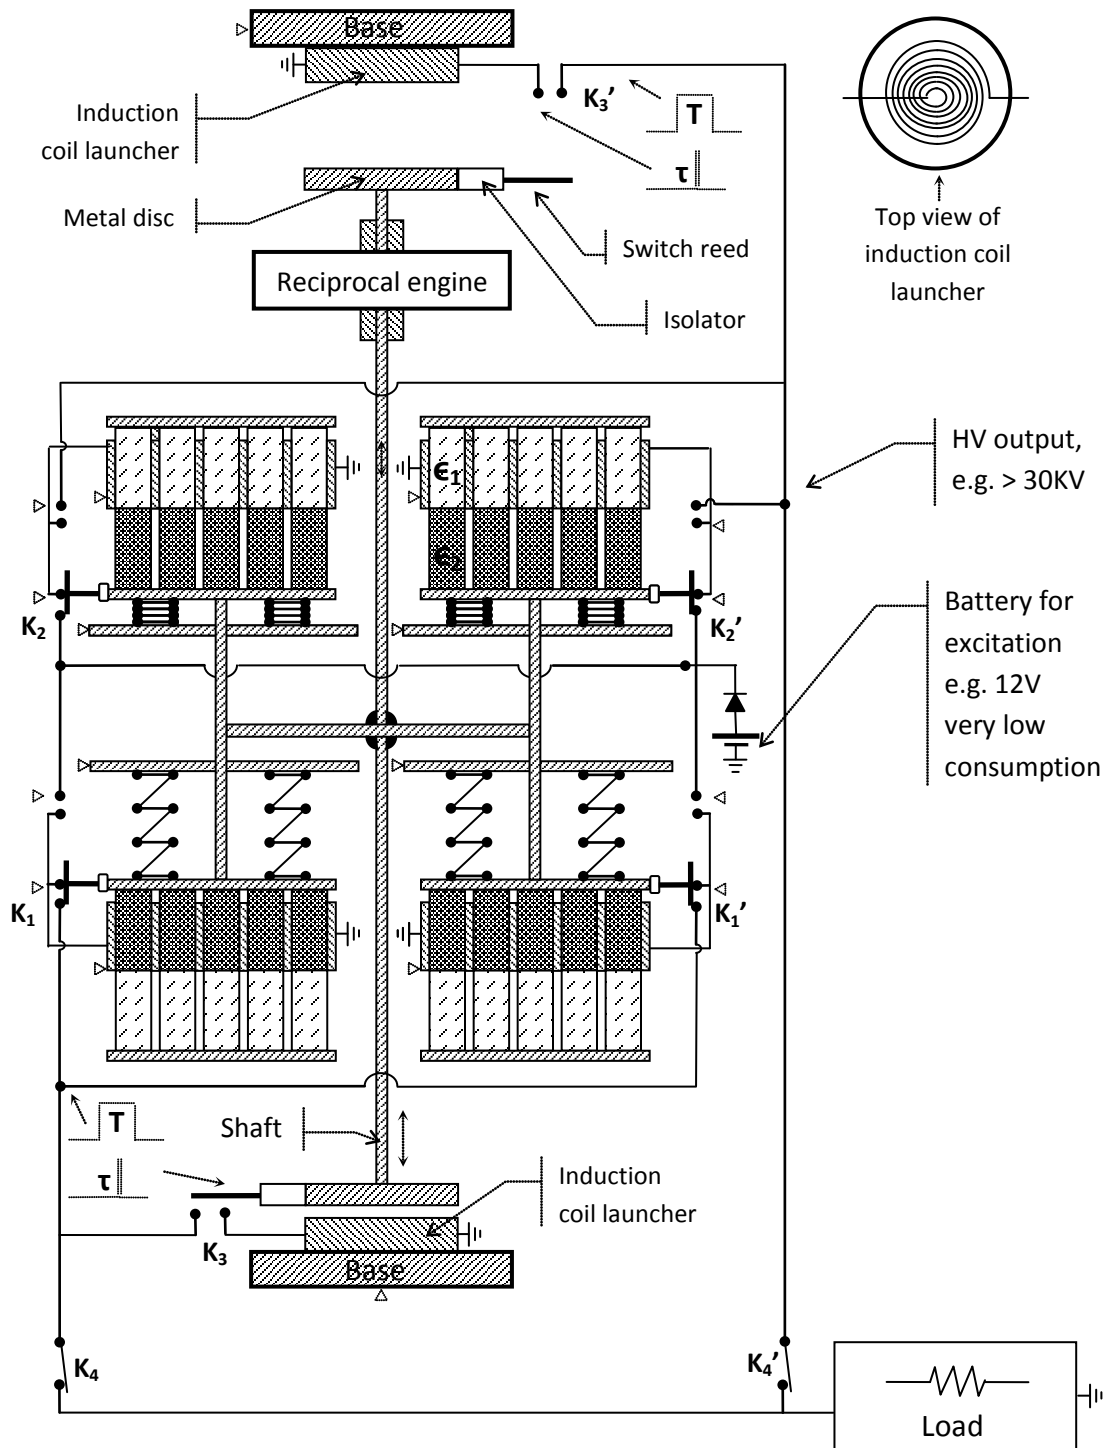 Base
Induction
coil launcher
K₃’
T
τ
Top view of
induction coil
launcher
Metal disc
Switch reed
Reciprocal engine
Isolator
ϵ₁
ϵ₂
HV output,
e.g. > 30KV
K₂
K₂’
Battery for
excitation
e.g. 12V
very low
consumption
K₁
K₁’
T
τ
Shaft
Induction
coil launcher
K₃
Base
K₄
K₄’
Load